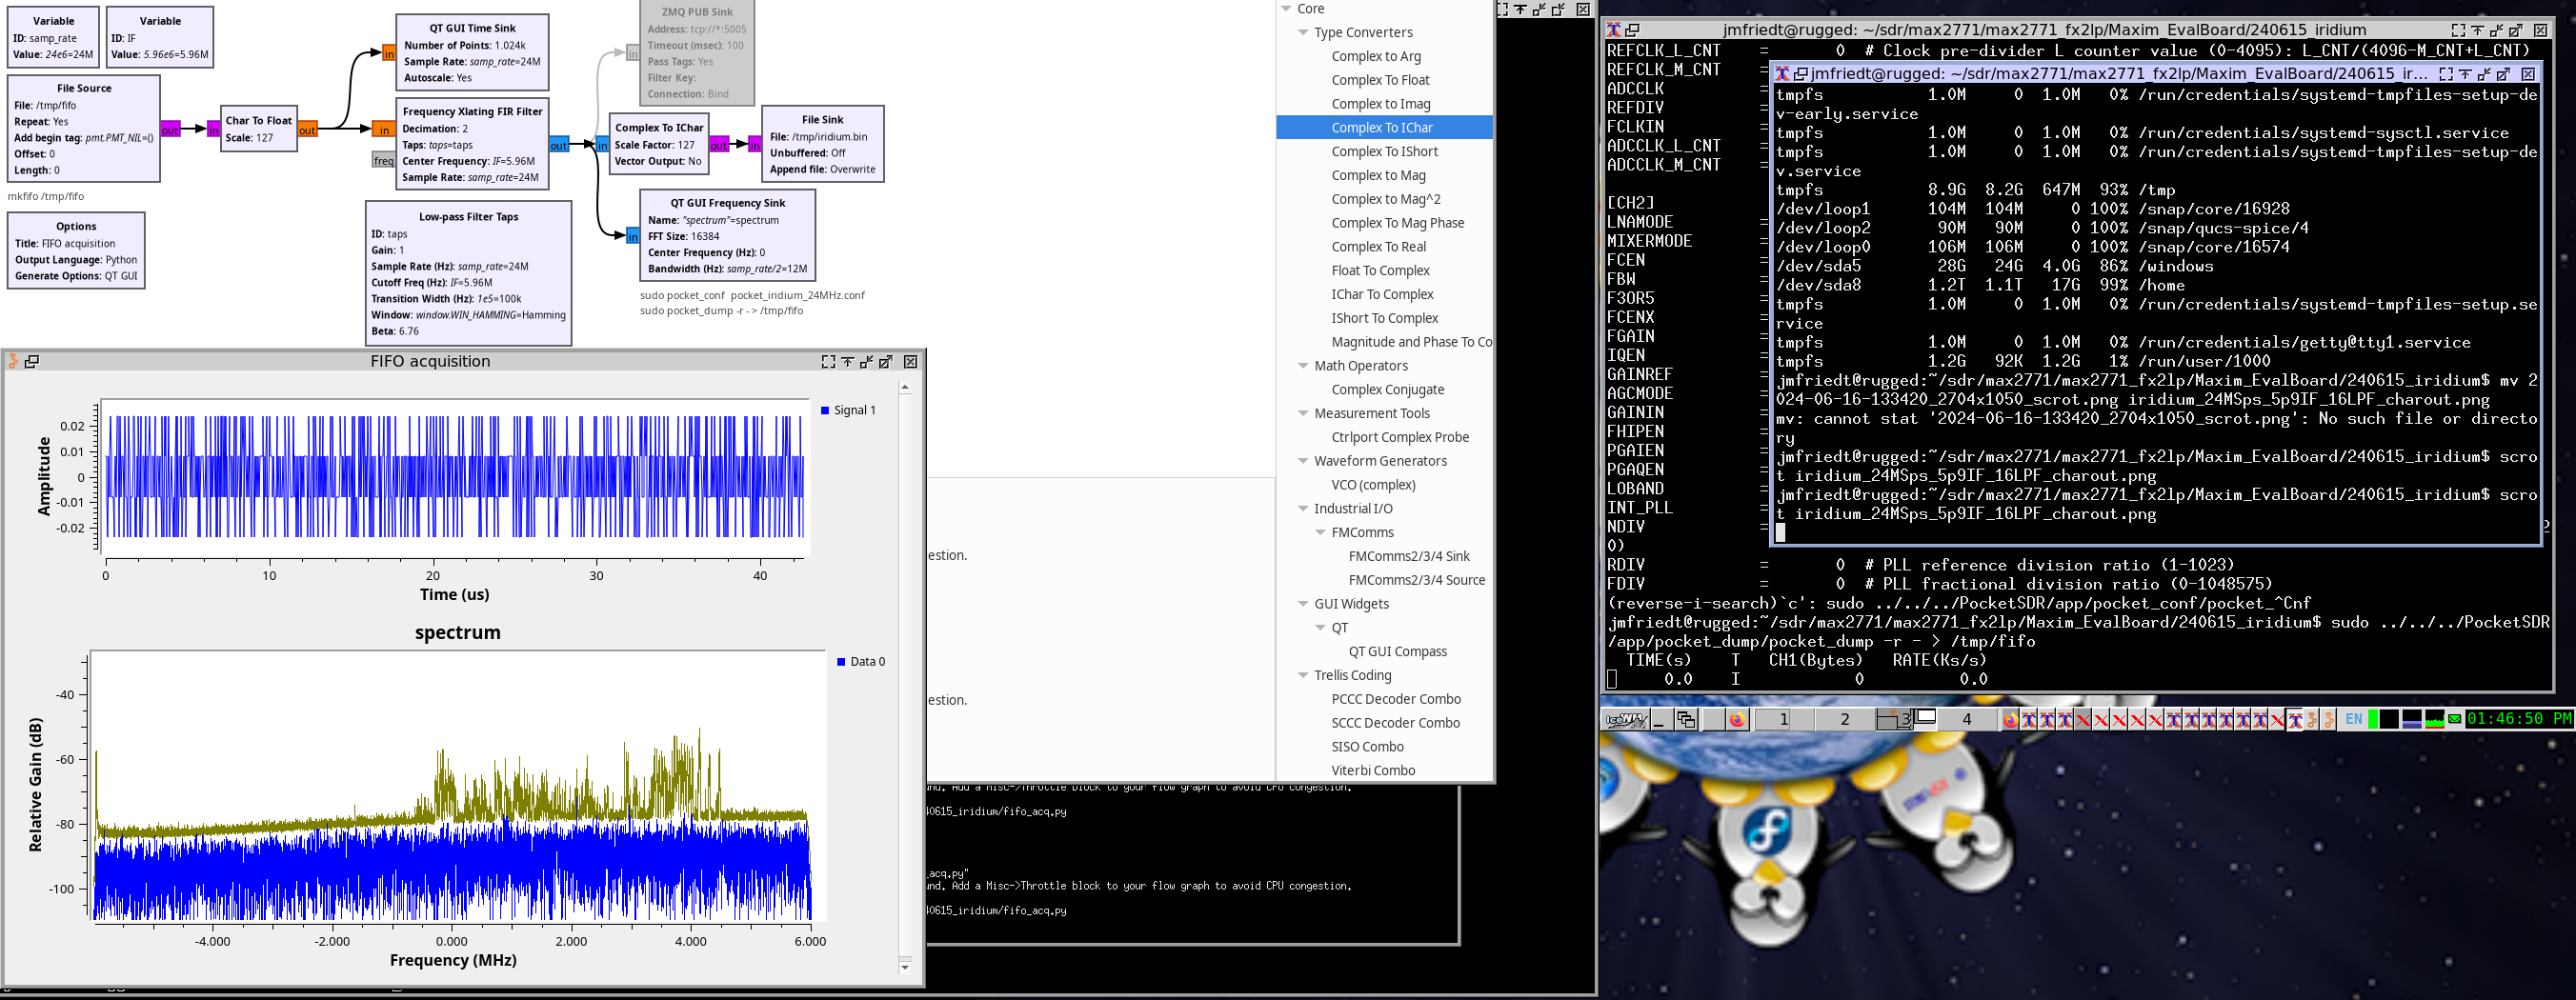 Variable
ID: samp_rate
Value: 24e6=24M
Variable
ID: IF
Value: 5.96e6=5.96M
File Source
File: /tmp/fifo
Repeat: Yes
Add begin tag: pmt.PMT_NIL=()
Offset: 0
Length: 0
out
mkfifo /tmp/fifo
Options
Title: FIFO acquisition
Output Language: Python
Generate Options: QT GUI
in
Char To Float
Scale: 127
out
in
QT GUI Time Sink
Number of Points: 1.024k
Sample Rate: samp_rate=24M
Autoscale: Yes
in
freq
Frequency Xlating FIR Filter
Decimation: 2
Taps: taps=taps
Center Frequency: IF=5.96M
Sample Rate: samp_rate=24M
out
Low-pass Filter Taps
ID: taps
Gain: 1
Sample Rate (Hz): samp_rate=24M
Cutoff Freq (Hz): IF=5.96M
Transition Width (Hz): 1e5=100k
Window: window.WIN_HAMMING=Hamming
Beta: 6.76
in
ZMQ PUB Sink
Address: tcp://*:5005
Timeout (msec): 100
Pass Tags: Yes
Filter Key:
Connection: Bind
in
Complex To IChar
Scale Factor: 127
Vector Output: No
out
in
File Sink
File: /tmp/iridium.bin
Unbuffered: Off
Append file: Overwrite
in
QT GUI Frequency Sink
Name: "spectrum"=spectrum
FFT Size: 16384
Center Frequency (Hz): 0
Bandwidth (Hz): samp_rate/2=12M
sudo pocket_conf  pocket_iridium_24MHz.conf
sudo pocket_dump -r - > /tmp/fifo
FIFO acquisition
Signal 1
Amplitude
0.02
0.01
0
-0.01
-0.02
0 10 20 30 40
Time (us)
spectrum
Data 0
Relative Gain (dB)
-40
-60
-80
-100
-4.000 -2.000 0.000 2.000 4.000 6.000
Frequency (MHz)
estion.
estion.
und. Add a Misc->Throttle block to your flow graph to avoid CPU congestion.
40615_iridium/fifo_acq.py
_acq.py"
und. Add a Misc->Throttle block to your flow graph to avoid CPU congestion.
40615_iridium/fifo_acq.py
Core
Type Converters
Complex to Arg
Complex To Float
Complex to Imag
Complex To IChar
Complex To IShort
Complex to Mag
Complex to Mag^2
Complex To Mag Phase
Complex To Real
Float To Complex
IChar To Complex
IShort To Complex
Magnitude and Phase To Co
Math Operators
Complex Conjugate
Measurement Tools
Ctrlport Complex Probe
Waveform Generators
VCO (complex)
Industrial I/O
FMComms
FMComms2/3/4 Sink
FMComms2/3/4 Source
GUI Widgets
QT
QT GUI Compass
Trellis Coding
PCCC Decoder Combo
SCCC Decoder Combo
SISO Combo
Viterbi Combo
jmfriedt@rugged: ~/sdr/max2771/max2771_fx2lp/Maxim_EvalBoard/240615_iridium
REFCLK_L_CNT = 0 # Clock pre-divider L counter value (0-4095): L_CNT/(4096-M_CNT+L_CNT)
REFCLK_M_CNT =
ADCCLK =
REFDIV =
FCLKIN =
ADCCLK_L_CNT =
ADCCLK_M_CNT =
[CH2]
LNAMODE =
MIXERMODE =
FCEN =
FBW =
F3OR5 =
FCENX =
FGAIN =
IQEN =
GAINREF =
AGCMODE =
GAININ =
FHIPEN =
PGAIEN =
PGAQEN =
LOBAND =
INT_PLL =
NDIV =
0)
RDIV = 0 # PLL reference division ratio (1-1023)
FDIV = 0 # PLL fractional division ratio (0-1048575)
(reverse-i-search)`c': sudo ../../../PocketSDR/app/pocket_conf/pocket_^Cnf
jmfriedt@rugged:~/sdr/max2771/max2771_fx2lp/Maxim_EvalBoard/240615_iridium$ sudo ../../../PocketSDR
/app/pocket_dump/pocket_dump -r - > /tmp/fifo
TIME(s) T CH1(Bytes) RATE(Ks/s)
0.0 I 0 0.0
jmfriedt@rugged: ~/sdr/max2771/max2771_fx2lp/Maxim_EvalBoard/240615_ir...
tmpfs 1.0M 0 1.0M 0% /run/credentials/systemd-tmpfiles-setup-de
v-early.service
tmpfs 1.0M 0 1.0M 0% /run/credentials/systemd-sysctl.service
tmpfs 1.0M 0 1.0M 0% /run/credentials/systemd-tmpfiles-setup-de
v.service
tmpfs 8.9G 8.2G 647M 93% /tmp
/dev/loop1 104M 104M 0 100% /snap/core/16928
/dev/loop2 90M 90M 0 100% /snap/qucs-spice/4
/dev/loop0 106M 106M 0 100% /snap/core/16574
/dev/sda5 28G 24G 4.0G 86% /windows
/dev/sda8 1.2T 1.1T 17G 99% /home
tmpfs 1.0M 0 1.0M 0% /run/credentials/systemd-tmpfiles-setup.se
rvice
tmpfs 1.0M 0 1.0M 0% /run/credentials/getty@tty1.service
tmpfs 1.2G 92K 1.2G 1% /run/user/1000
jmfriedt@rugged:~/sdr/max2771/max2771_fx2lp/Maxim_EvalBoard/240615_iridium$ mv 2
024-06-16-133420_2704x1050_scrot.png iridium_24MSps_5p9IF_16LPF_charout.png
mv: cannot stat '2024-06-16-133420_2704x1050_scrot.png': No such file or directo
ry
jmfriedt@rugged:~/sdr/max2771/max2771_fx2lp/Maxim_EvalBoard/240615_iridium$ scro
t iridium_24MSps_5p9IF_16LPF_charout.png
jmfriedt@rugged:~/sdr/max2771/max2771_fx2lp/Maxim_EvalBoard/240615_iridium$ scro
t iridium_24MSps_5p9IF_16LPF_charout.png
1 2 3 4
EN
01:46:50 PM